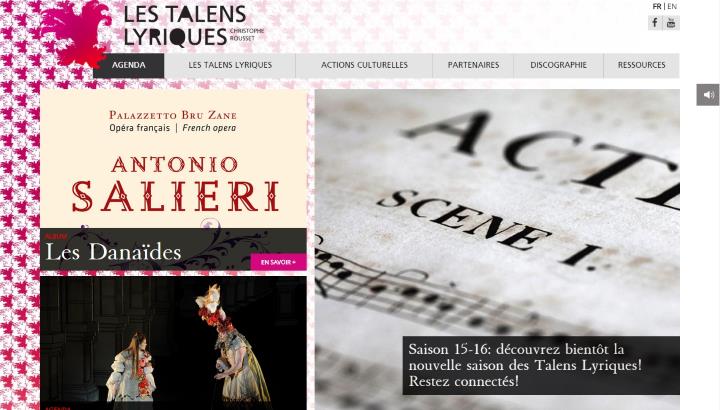 LES TALENS
LYRIQUES
CHRISTOPHE
ROUSSET
FR | EN
AGENDA
LES TALENS LYRIQUES
ACTIONS CULTURELLES
PARTENAIRES
DISCOGRAPHIE
RESSOURCES
PALAZZETTO BRU ZANE
Opéra français | French opera
ANTONIO
SALIERI
ALBUM
Les Danaïdes
EN SAVOIR +
SCENE I.
Saison 15-16: découvrez bientôt la
nouvelle saison des Talens Lyriques!
Restez connectés!
AGENDA